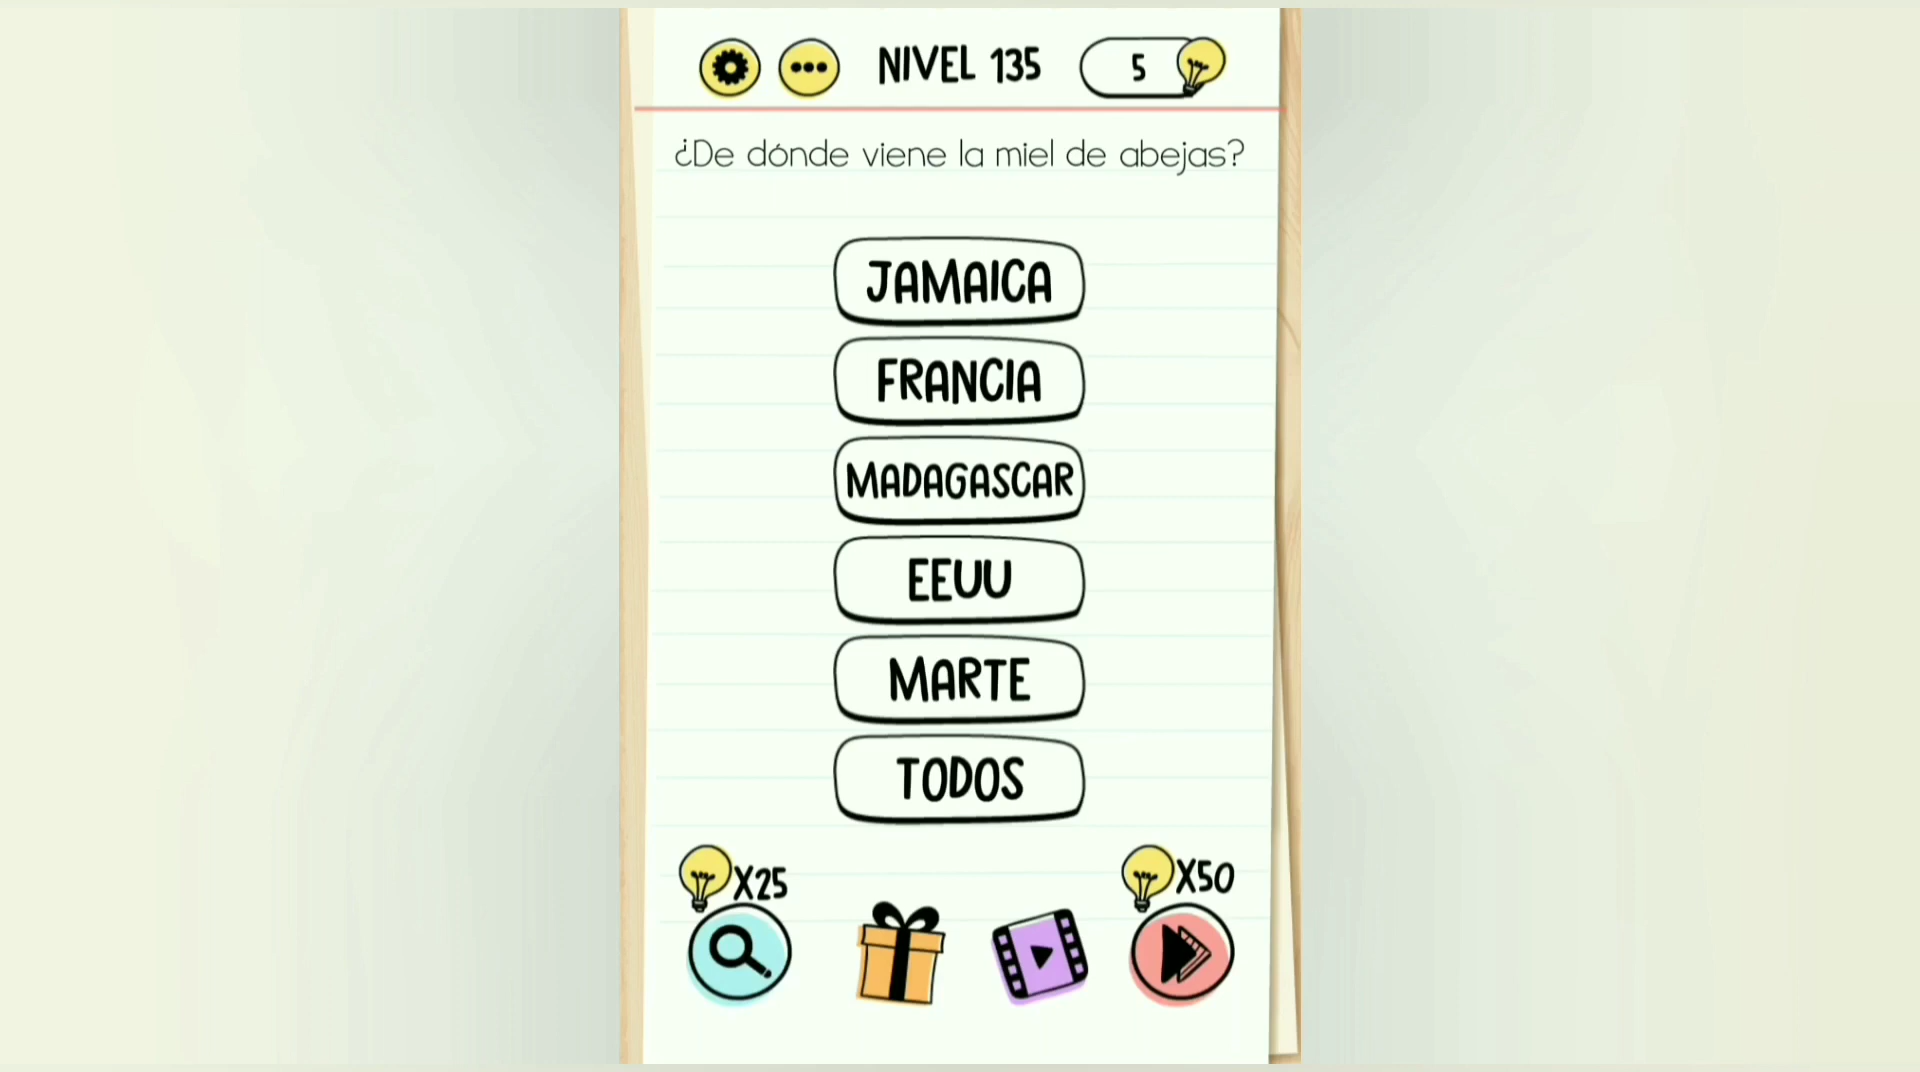 NIVEL 135
5
¿De dónde viene la miel de abejas?
JAMAICA
FRANCIA
MADAGASCAR
EEUU
MARTE
TODOS
X25
X50